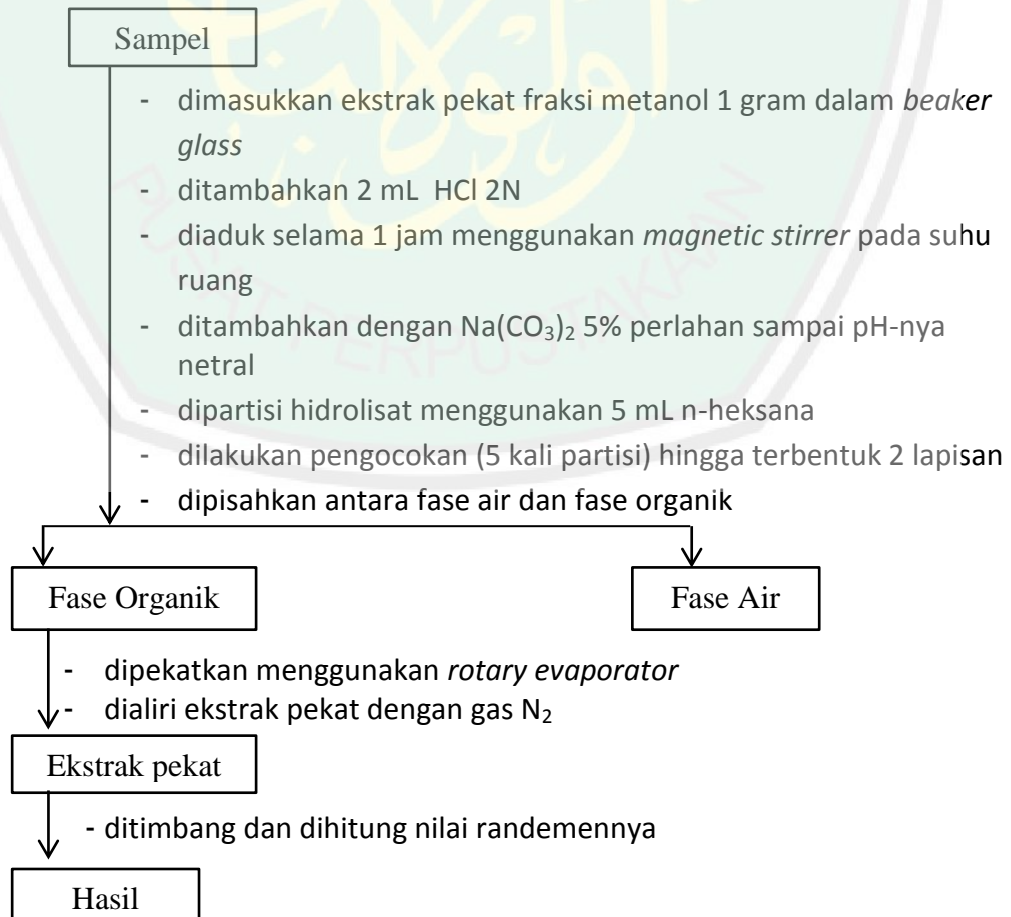 Sampel
- dimasukkan ekstrak pekat fraksi metanol 1 gram dalam beaker
glass
- ditambahkan 2 mL  HCl 2N
- diaduk selama 1 jam menggunakan magnetic stirrer pada suhu
ruang
- ditambahkan dengan Na(CO₃)₂ 5% perlahan sampai pH-nya
netral
- dipartisi hidrolisat menggunakan 5 mL n-heksana
- dilakukan pengocokan (5 kali partisi) hingga terbentuk 2 lapisan
- dipisahkan antara fase air dan fase organik
Fase Organik
Fase Air
- dipekatkan menggunakan rotary evaporator
- dialiri ekstrak pekat dengan gas N₂
Ekstrak pekat
- ditimbang dan dihitung nilai randemennya
Hasil
PUSAT PERPUSTAKAAN